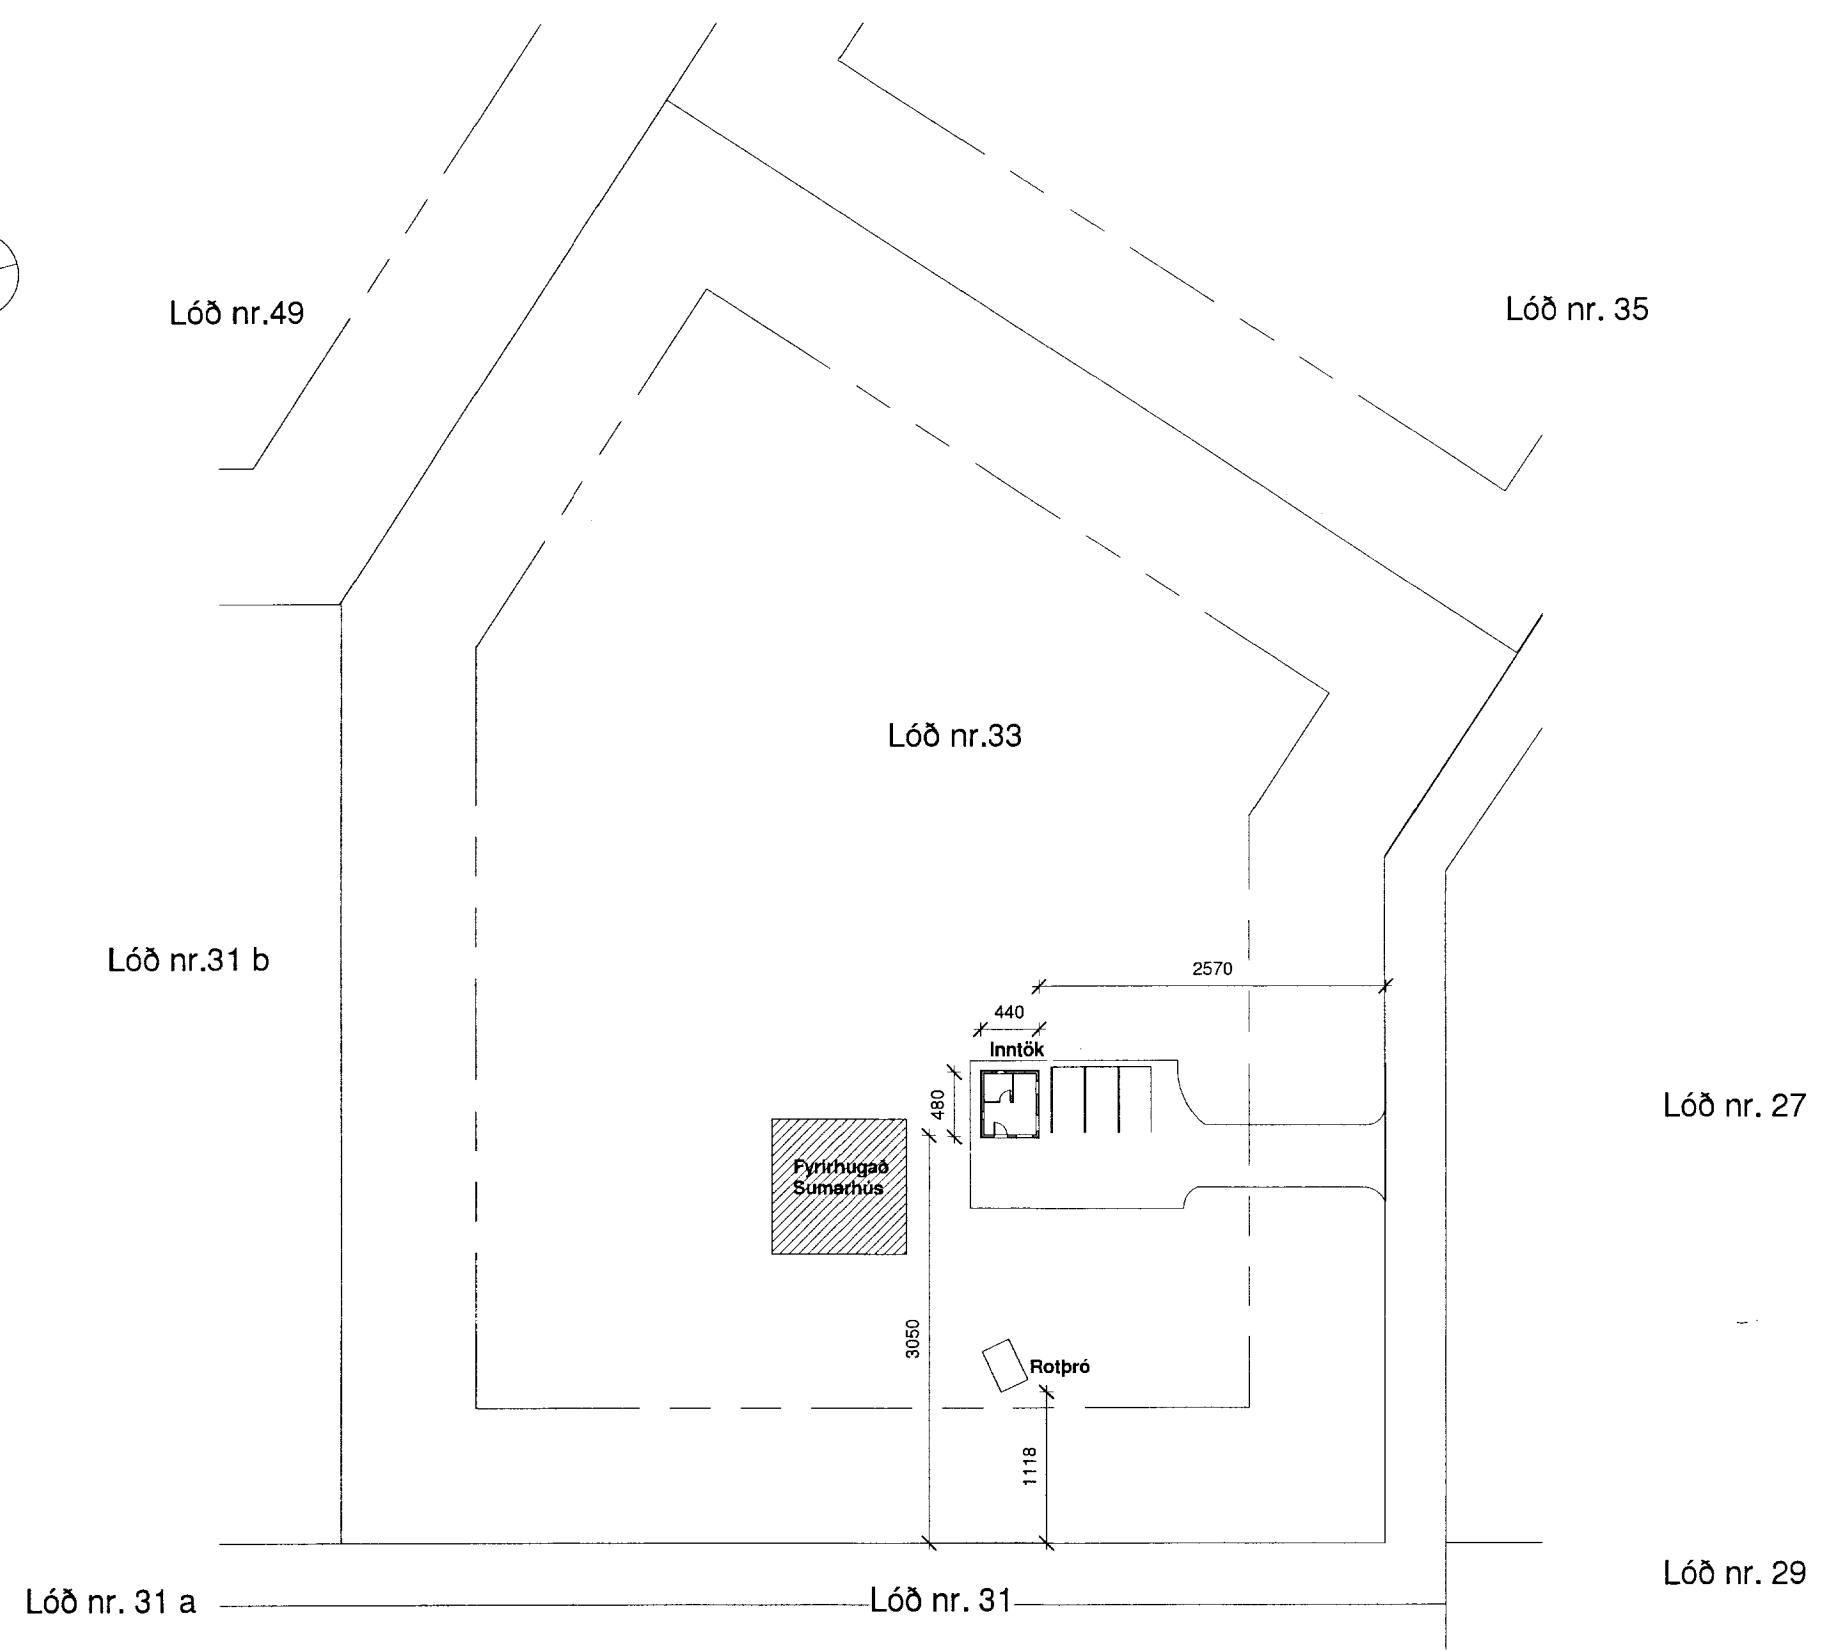 Lóð nr.49
Lóð nr. 35
Lóð nr.33
Lóð nr.31 b
2570
440
Inntök
480
Lóð nr. 27
Fyrirhugað
Sumarhús
3050
Rotþró
1118
Lóð nr. 29
Lóð nr. 31 a
Lóð nr. 31